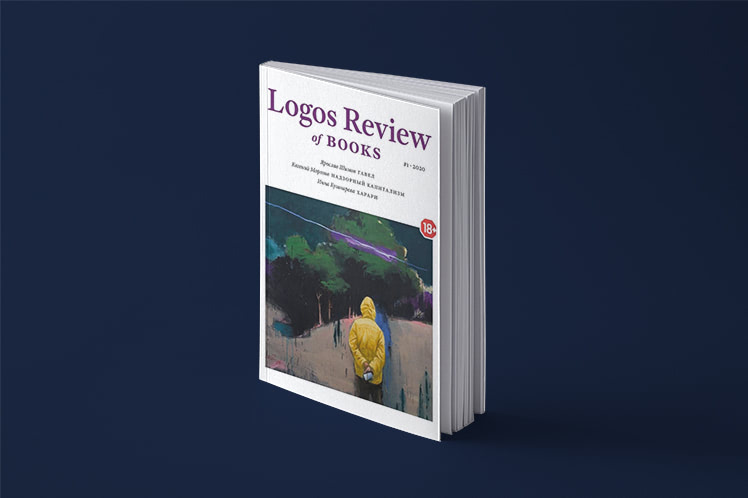 Logos Review
of BOOKS
#1 · 2020
Ярослав Шимов ГАВЕЛ
Евгений Морозов НАДЗОРНЫЙ КАПИТАЛИЗМ
Инна Кушнарева ХАРАРИ
18+